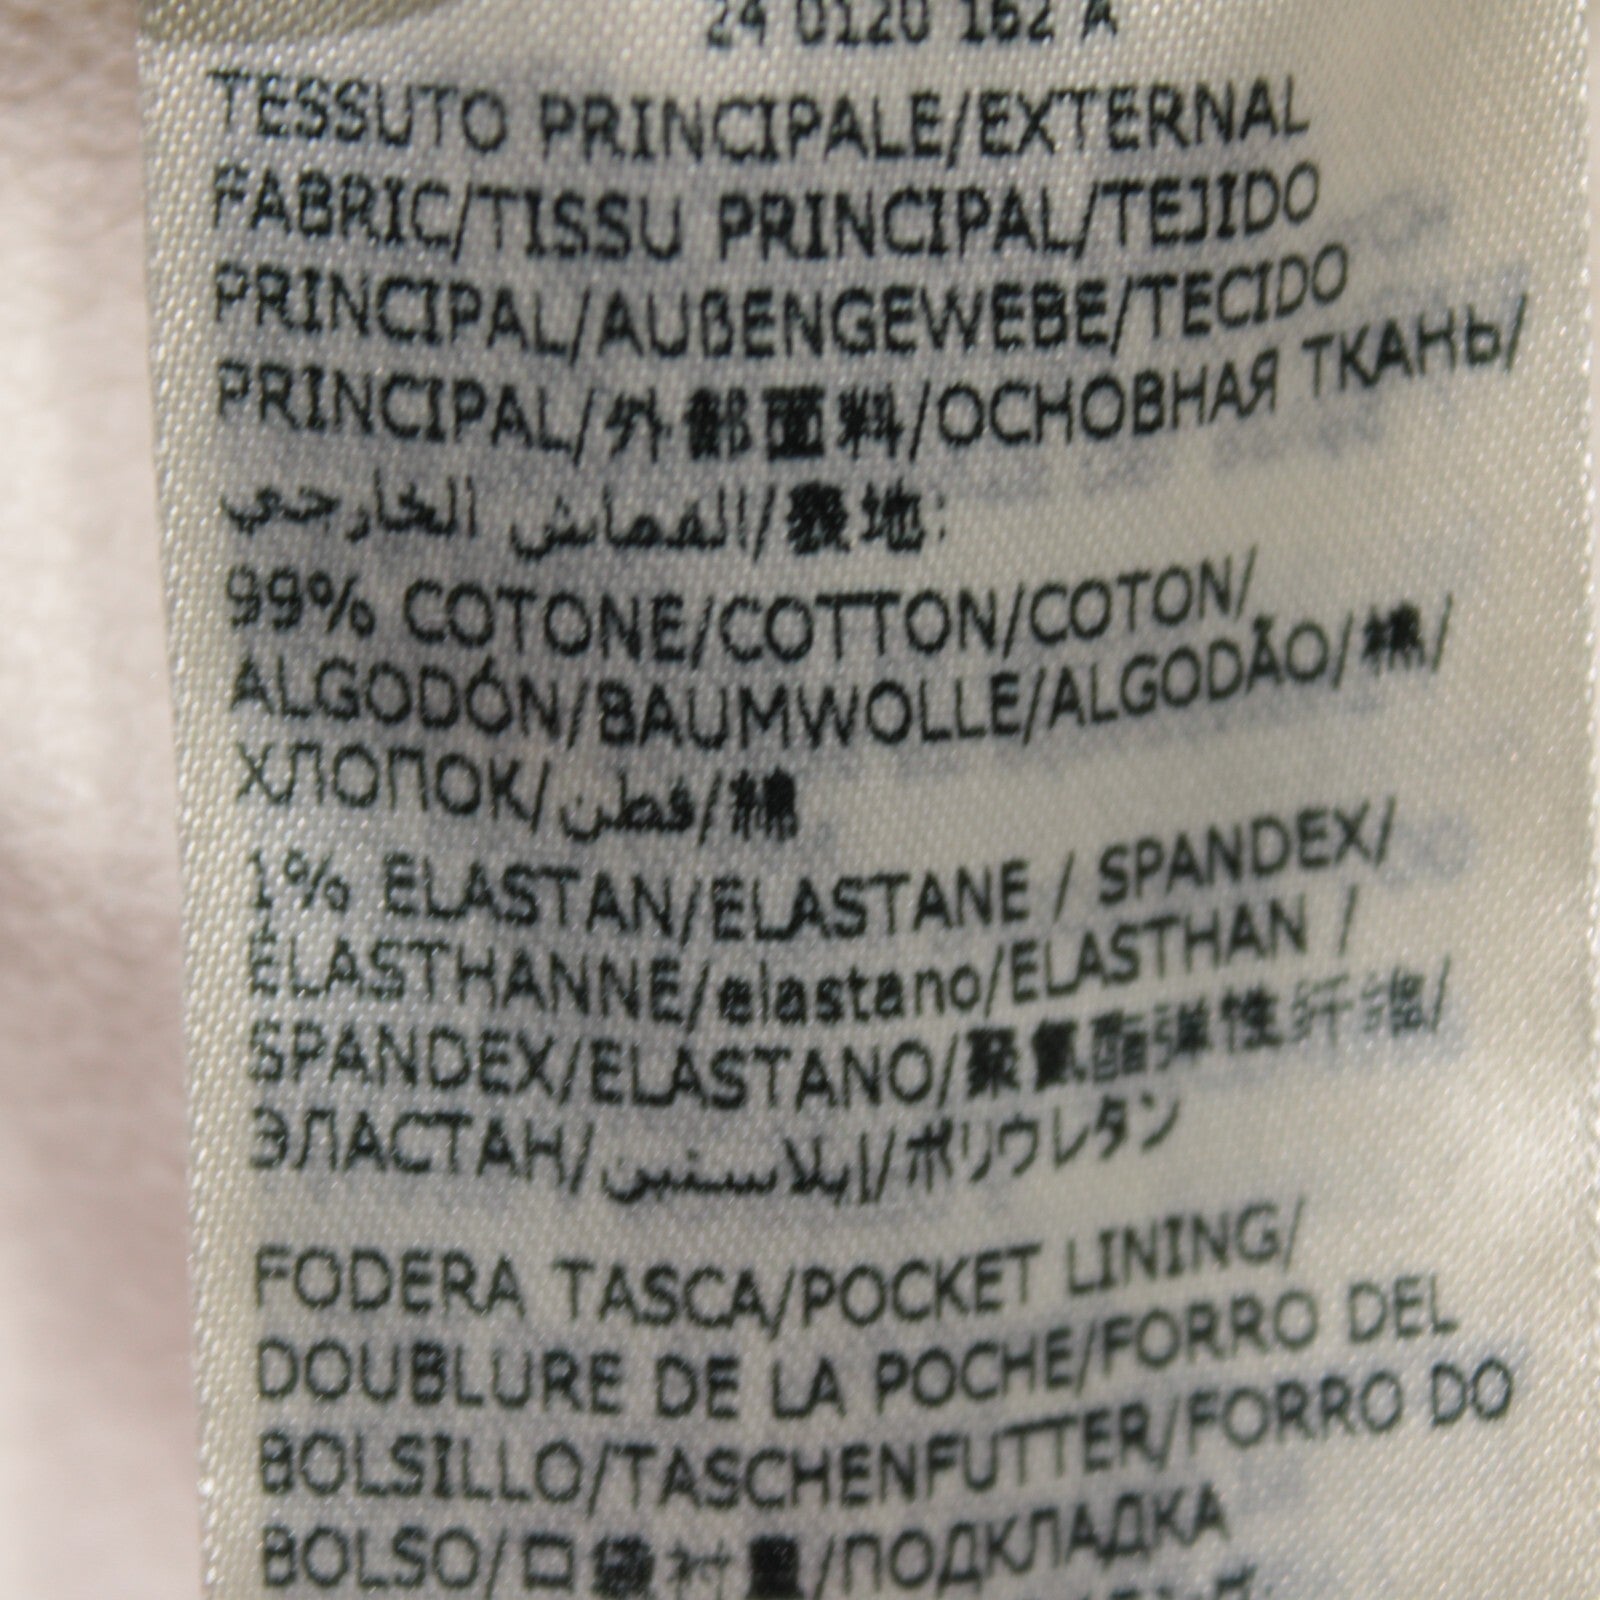 24 0120 162 A
TESSUTO PRINCIPALE/EXTERNAL
FABRIC/TISSU PRINCIPAL/TEJIDO
PRINCIPAL/AUßENGEWEBE/TECIDO
PRINCIPAL/外部面料/ОСНОВНАЯ ТКАНЬ/
القماش الخارجي/表地:
99% COTONE/COTTON/COTON/
ALGODÓN/BAUMWOLLE/ALGODÃO/棉/
ХЛОПОК/قطن/綿
1% ELASTAN/ELASTANE / SPANDEX/
ELASTHANNE/elastano/ELASTHAN /
SPANDEX/ELASTANO/聚氨酯弹性纤维/
ЭЛАСТАН/إيلاستين/ポリウレタン
FODERA TASCA/POCKET LINING/
DOUBLURE DE LA POCHE/FORRO DEL
BOLSILLO/TASCHENFUTTER/FORRO DO
BOLSO/口袋衬里/ПОДКЛАДКА